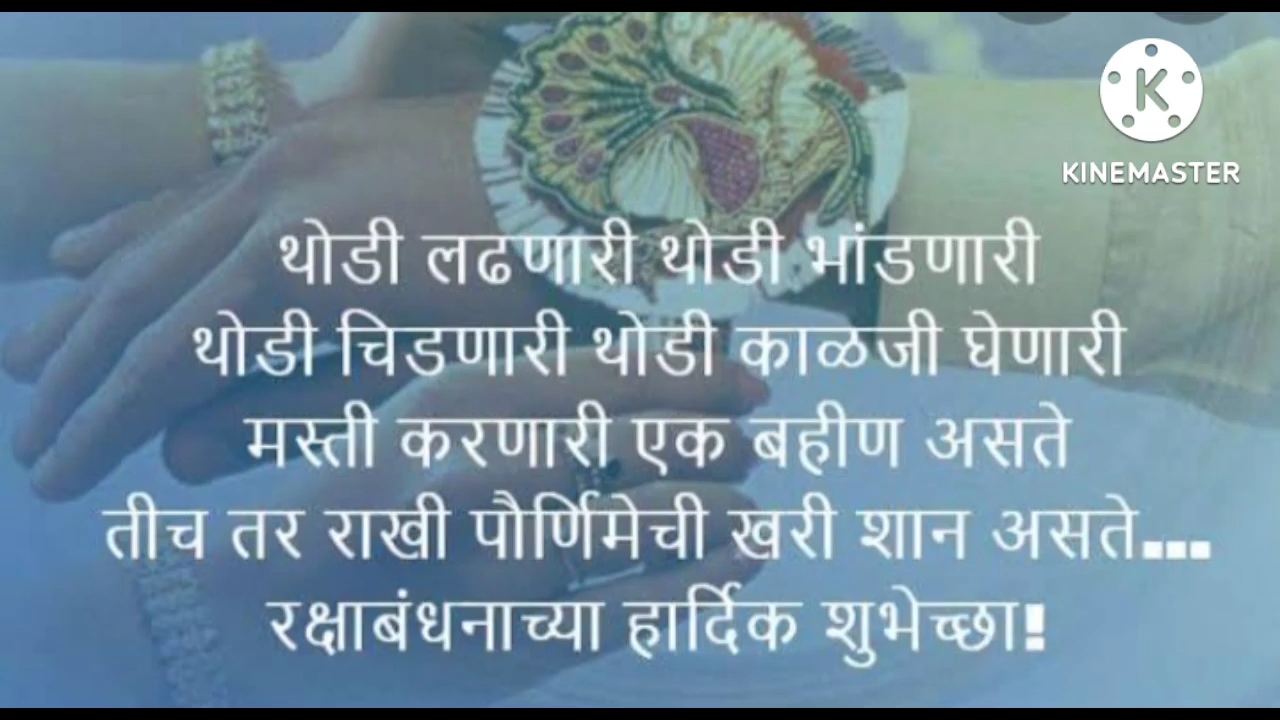 KINEMASTER
थोडी लढणारी थोडी भांडणारी
थोडी चिडणारी थोडी काळजी घेणारी
मस्ती करणारी एक बहीण असते
तीच तर राखी पौर्णिमेची खरी शान असते...
रक्षाबंधनाच्या हार्दिक शुभेच्छा!